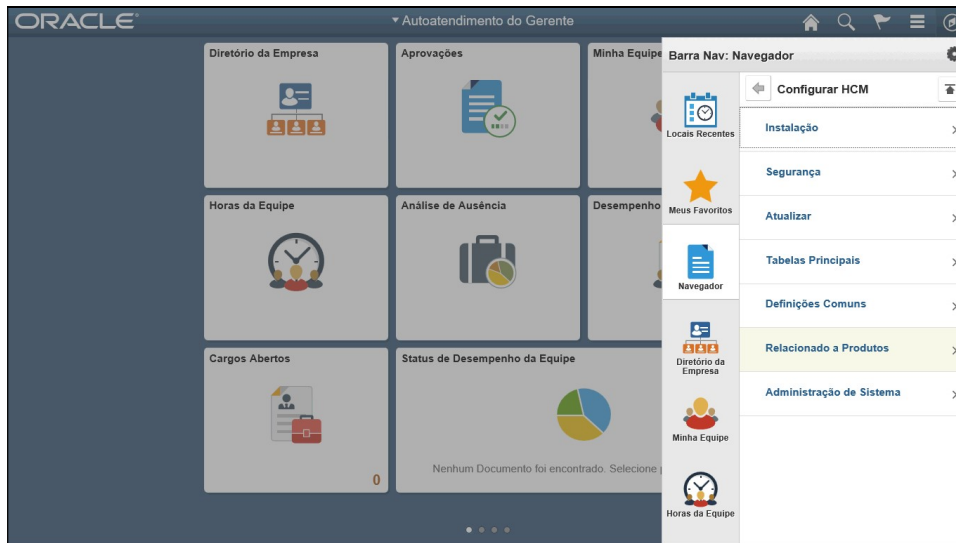 ORACLE
Autoatendimento do Gerente
Diretório da Empresa
Aprovações
Minha Equipe
Horas da Equipe
Análise de Ausência
Desempenho
Cargos Abertos
0
Status de Desempenho da Equipe
Nenhum Documento foi encontrado. Selecione
Barra Nav: Navegador
Locais Recentes
Meus Favoritos
Navegador
Diretório da
Empresa
Minha Equipe
Horas da Equipe
Configurar HCM
Instalação
Segurança
Atualizar
Tabelas Principais
Definições Comuns
Relacionado a Produtos
Administração de Sistema